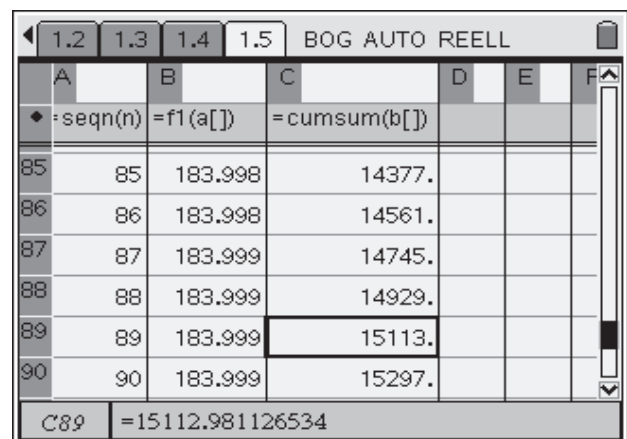 1.2 1.3 1.4 1.5 BOG AUTO REELL
A B C D E F
=seqn(n) =f1(a[]) =cumsum(b[])
85 85 183.998 14377.
86 86 183.998 14561.
87 87 183.999 14745.
88 88 183.999 14929.
89 89 183.999 15113.
90 90 183.999 15297.
C89 =15112.981126534